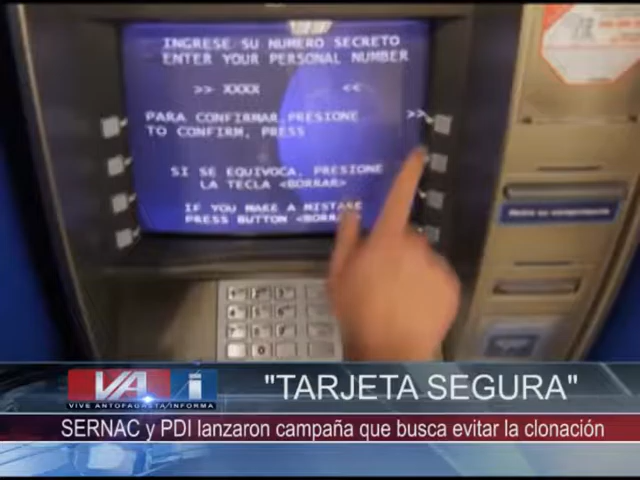 INGRESE SU NUMERO SECRETO
ENTER YOUR PERSONAL NUMBER
>> XXXX <<
PARA CONFIRMAR, PRESIONE >>
TO CONFIRM, PRESS
SI SE EQUIVOCA, PRESIONE
LA TECLA <BORRAR>
IF YOU MAKE A MISTAKE
PRESS BUTTON <BORRAR>
VAI
VIVE ANTOFAGASTA INFORMA
"TARJETA SEGURA"
SERNAC y PDI lanzaron campaña que busca evitar la clonación